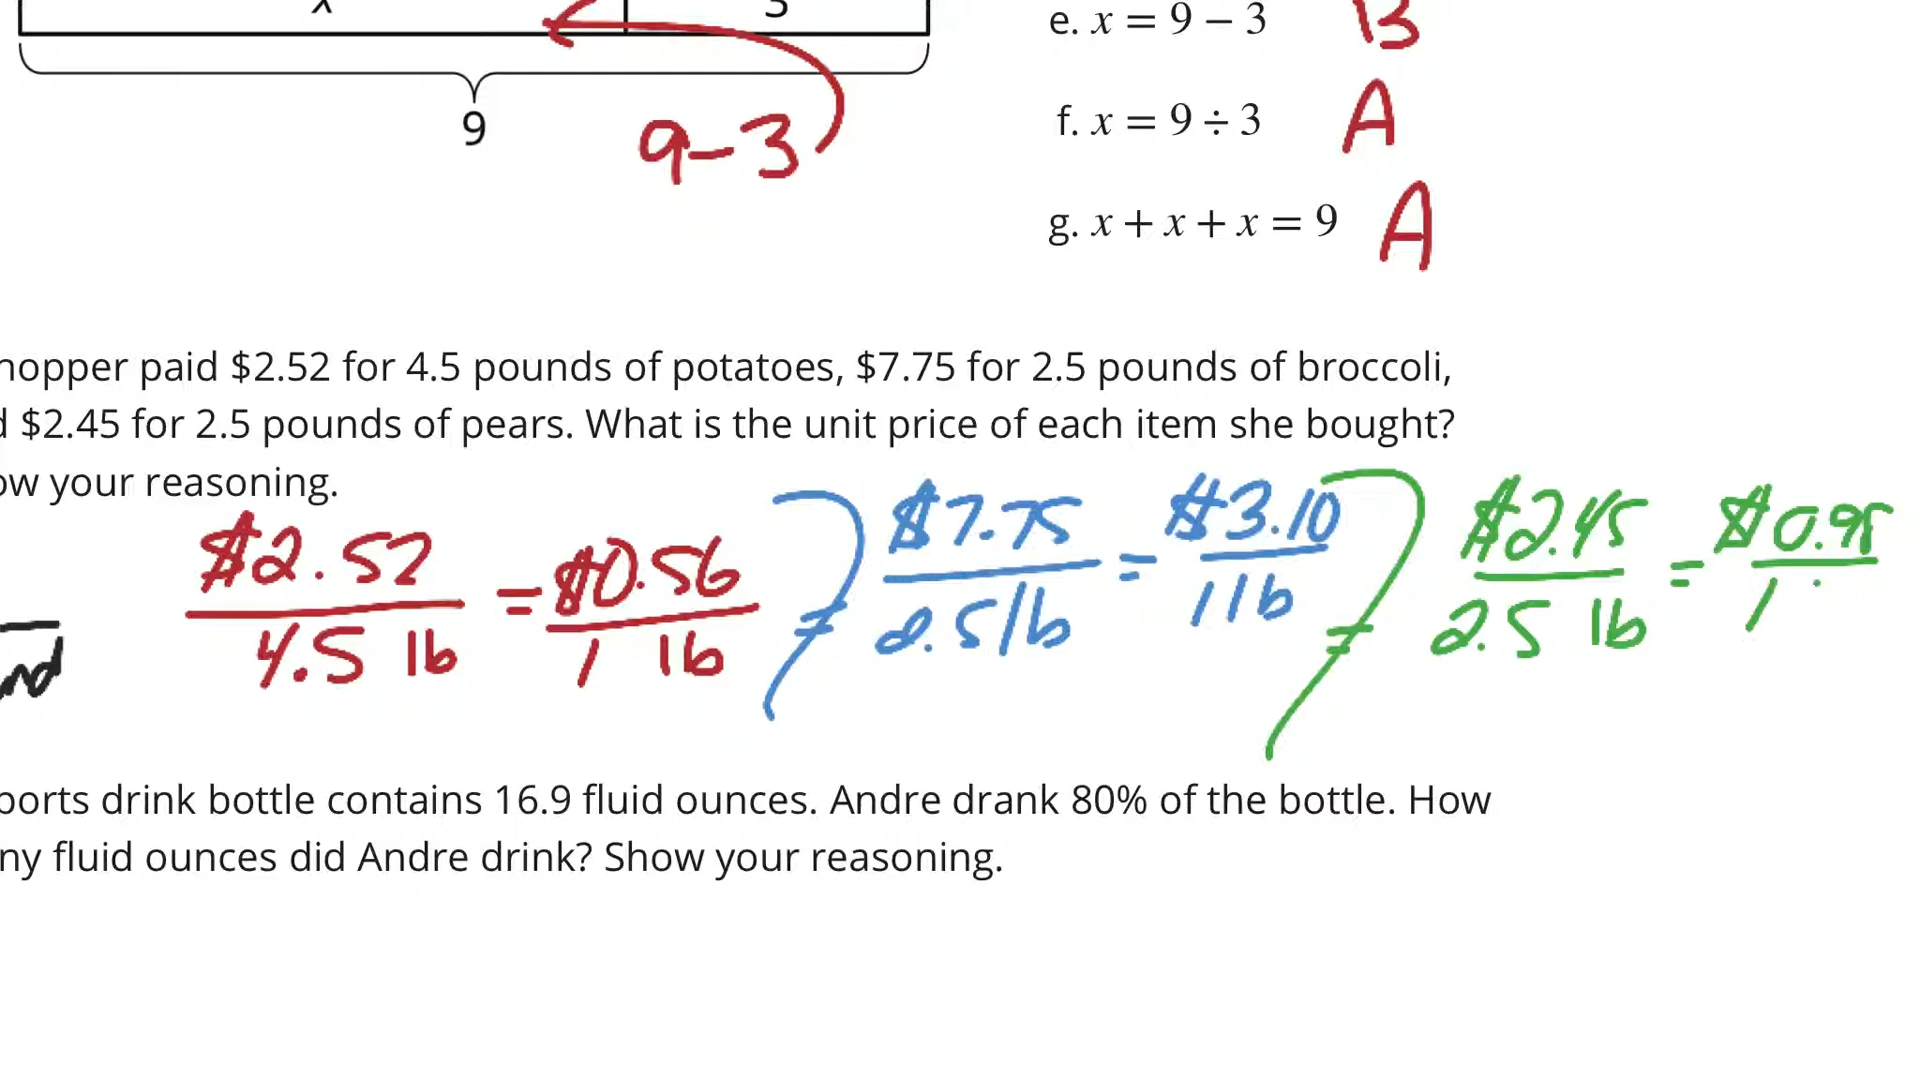 x 3
9
9-3
e. x = 9 − 3 B
f. x = 9 ÷ 3 A
g. x + x + x = 9 A
hopper paid $2.52 for 4.5 pounds of potatoes, $7.75 for 2.5 pounds of broccoli,
d $2.45 for 2.5 pounds of pears. What is the unit price of each item she bought?
ow your reasoning.
$2.52 / 4.5 lb = $0.56 / 1 lb
$7.75 / 2.5 lb = $3.10 / 1 lb
$2.45 / 2.5 lb = $0.98 / 1
ports drink bottle contains 16.9 fluid ounces. Andre drank 80% of the bottle. How
ny fluid ounces did Andre drink? Show your reasoning.